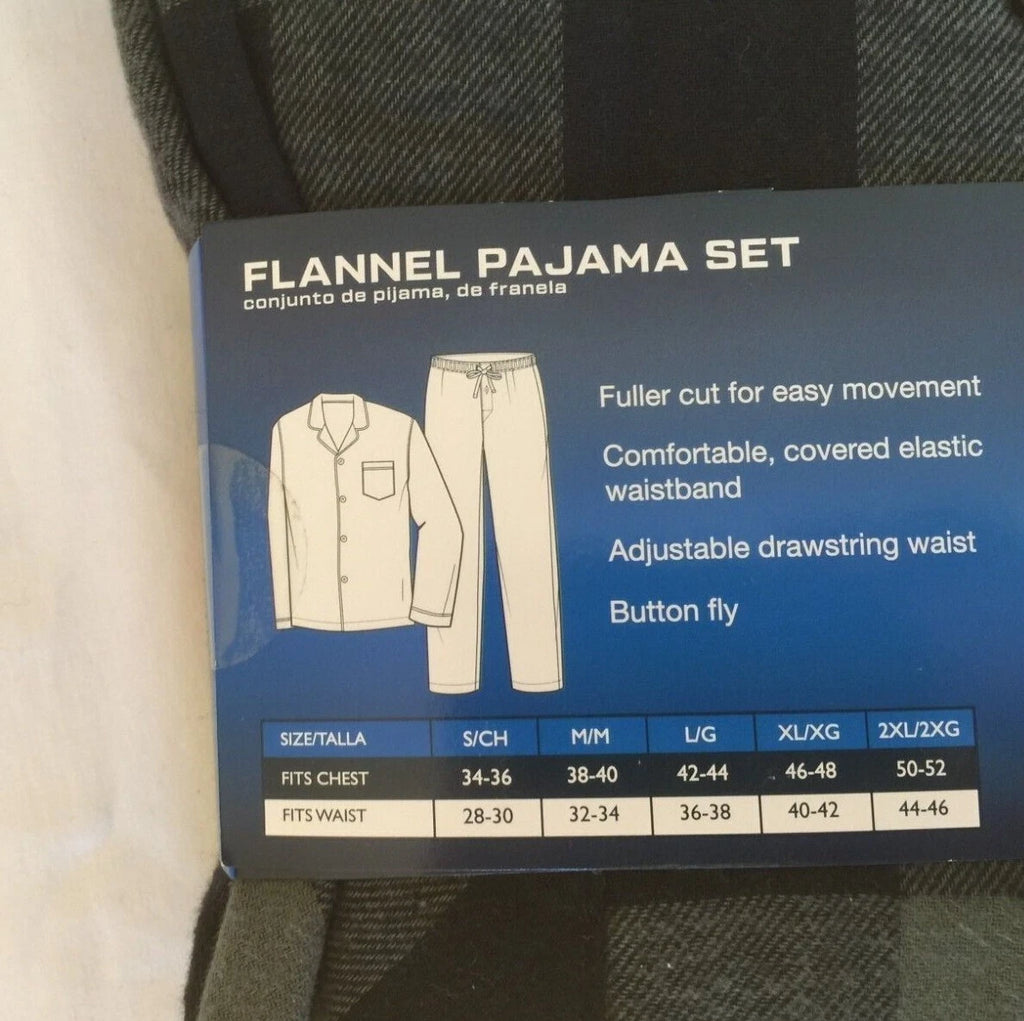 FLANNEL PAJAMA SET
conjunto de pijama, de franela
Fuller cut for easy movement
Comfortable, covered elastic
waistband
Adjustable drawstring waist
Button fly
SIZE/TALLA S/CH M/M L/G XL/XG 2XL/2XG
FITS CHEST 34-36 38-40 42-44 46-48 50-52
FITS WAIST 28-30 32-34 36-38 40-42 44-46